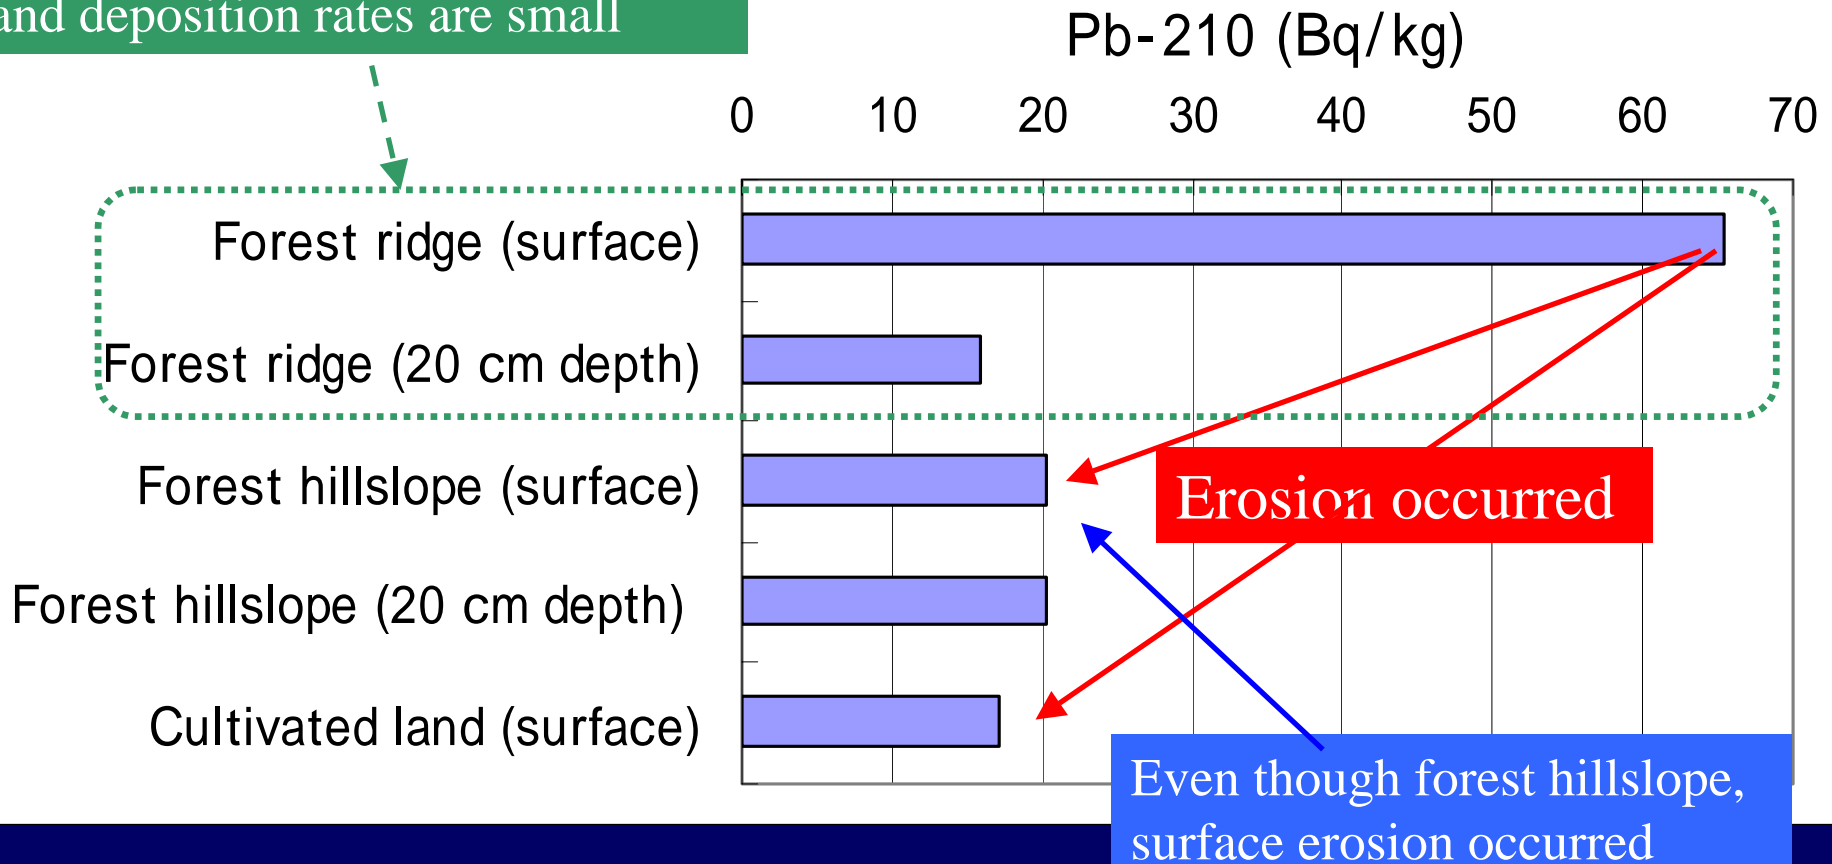 and deposition rates are small
Pb-210 (Bq/kg)
0 10 20 30 40 50 60 70
Forest ridge (surface)
Forest ridge (20 cm depth)
Forest hillslope (surface)
Erosion occurred
Forest hillslope (20 cm depth)
Cultivated land (surface)
Even though forest hillslope,
surface erosion occurred